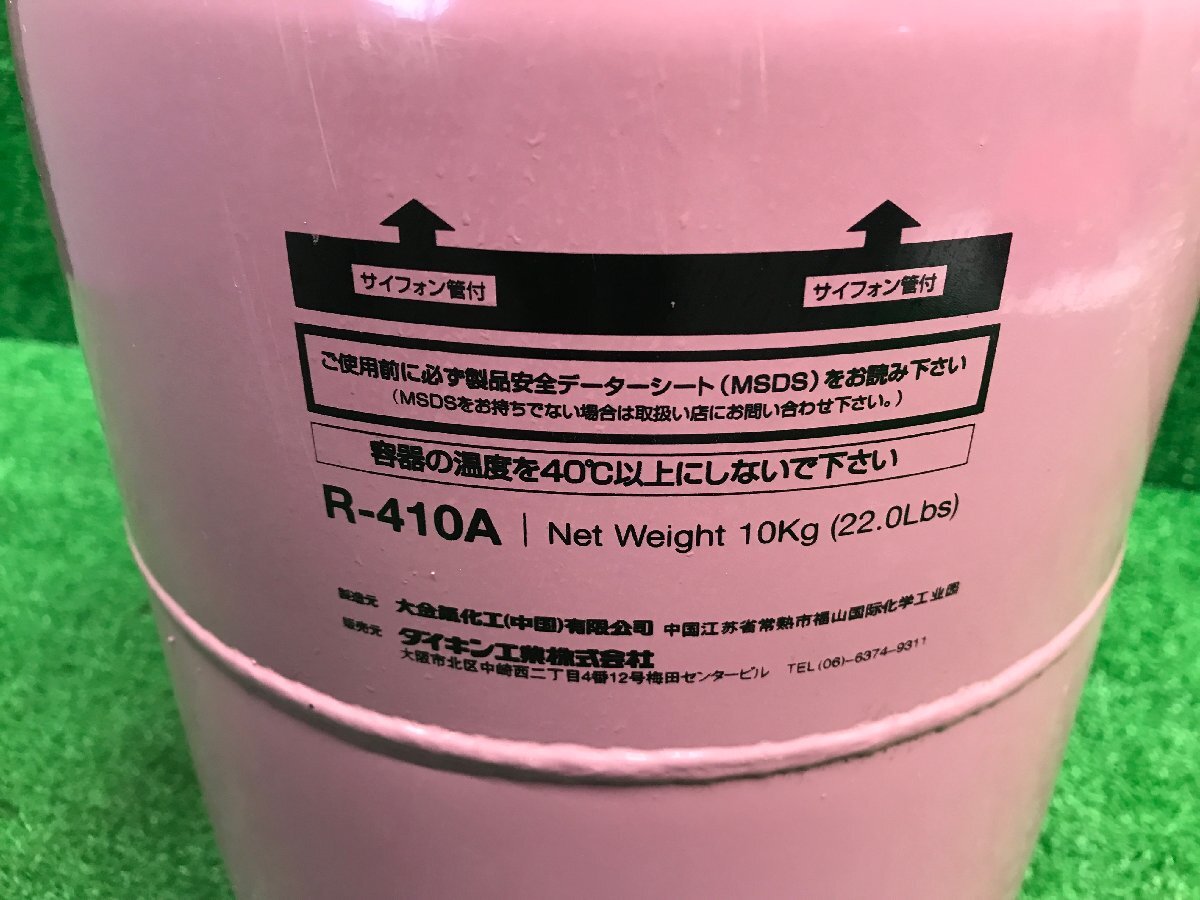 サイフォン管付 サイフォン管付
ご使用前に必ず製品安全データーシート(MSDS)をお読み下さい
(MSDSをお持ちでない場合は取扱い店にお問い合わせ下さい。)
容器の温度を40℃以上にしないで下さい
R-410A | Net Weight 10Kg (22.0Lbs)
製造元 大金氟化工(中国)有限公司 中国江苏省常熟市福山国际化学工业园
販売元 ダイキン工業株式会社
大阪市北区中崎西二丁目4番12号梅田センタービル TEL(06)-6374-9311